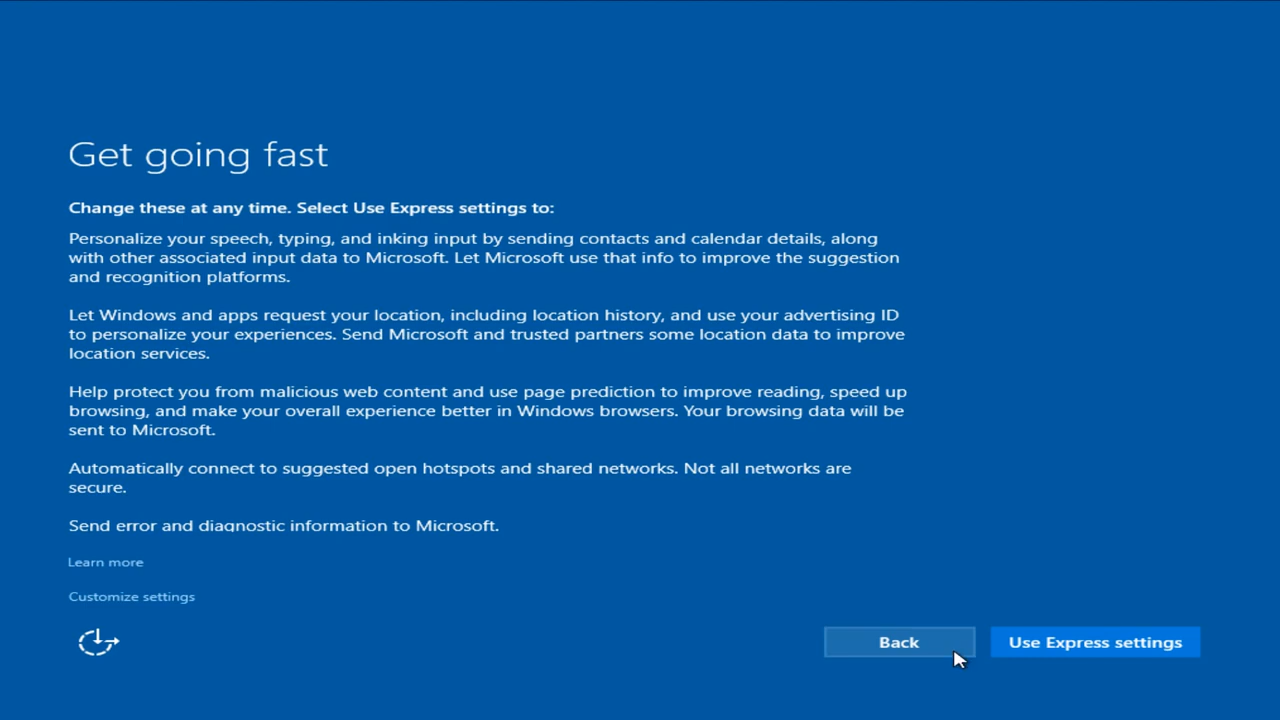 Get going fast
Change these at any time. Select Use Express settings to:
Personalize your speech, typing, and inking input by sending contacts and calendar details, along
with other associated input data to Microsoft. Let Microsoft use that info to improve the suggestion
and recognition platforms.
Let Windows and apps request your location, including location history, and use your advertising ID
to personalize your experiences. Send Microsoft and trusted partners some location data to improve
location services.
Help protect you from malicious web content and use page prediction to improve reading, speed up
browsing, and make your overall experience better in Windows browsers. Your browsing data will be
sent to Microsoft.
Automatically connect to suggested open hotspots and shared networks. Not all networks are
secure.
Send error and diagnostic information to Microsoft.
Learn more
Customize settings
Back
Use Express settings